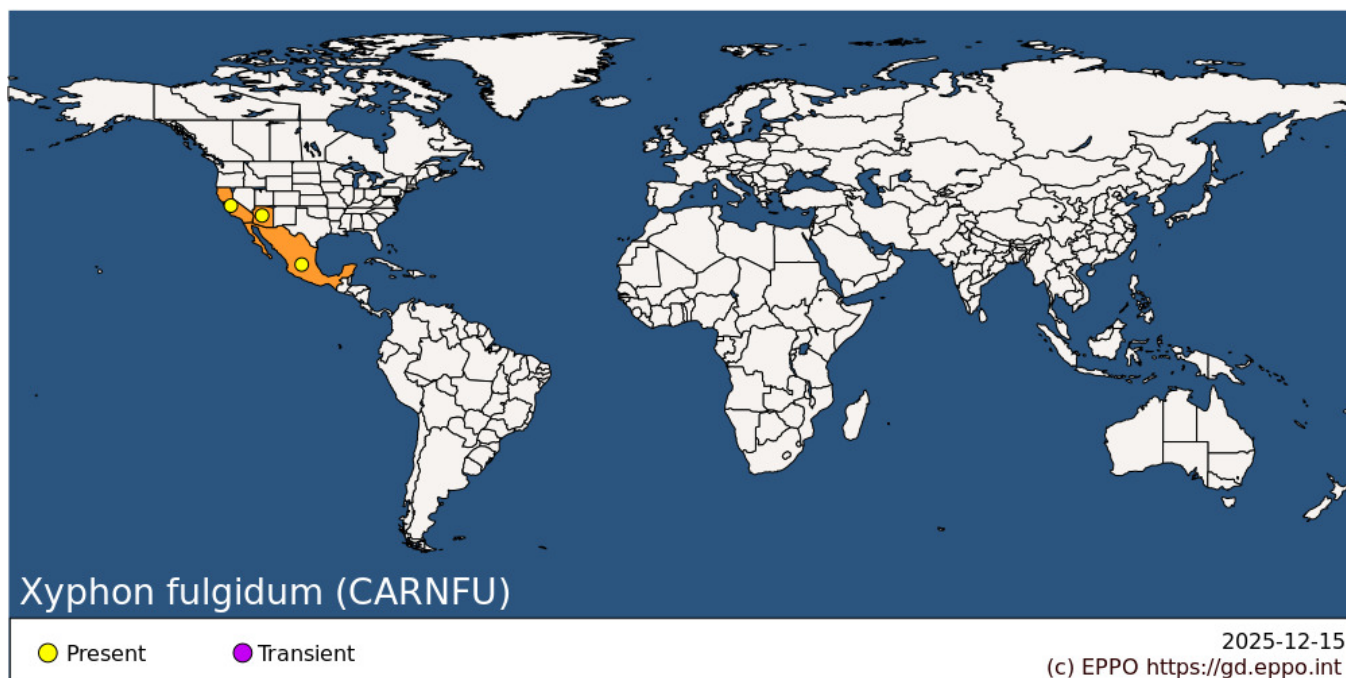 Xyphon fulgidum (CARNFU)
Present
Transient
2025-12-15
(c) EPPO https://gd.eppo.int